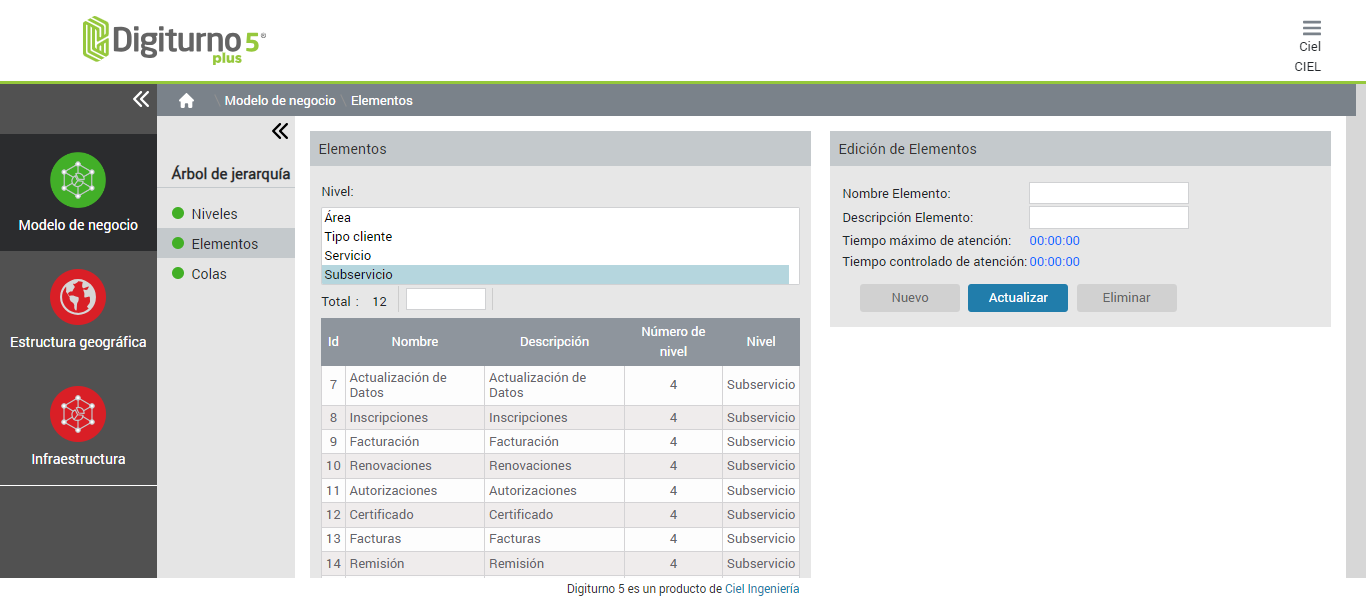 Digiturno 5®
plus
Ciel
CIEL
Modelo de negocio
Elementos
Árbol de jerarquía
Niveles
Elementos
Colas
Modelo de negocio
Estructura geográfica
Infraestructura
Elementos
Nivel:
Área
Tipo cliente
Servicio
Subservicio
Total : 12
Id Nombre Descripción Número de nivel Nivel
7 Actualización de Datos Actualización de Datos 4 Subservicio
8 Inscripciones Inscripciones 4 Subservicio
9 Facturación Facturación 4 Subservicio
10 Renovaciones Renovaciones 4 Subservicio
11 Autorizaciones Autorizaciones 4 Subservicio
12 Certificado Certificado 4 Subservicio
13 Facturas Facturas 4 Subservicio
14 Remisión Remisión 4 Subservicio
Edición de Elementos
Nombre Elemento:
Descripción Elemento:
Tiempo máximo de atención: 00:00:00
Tiempo controlado de atención: 00:00:00
Nuevo Actualizar Eliminar
Digiturno 5 es un producto de Ciel Ingeniería